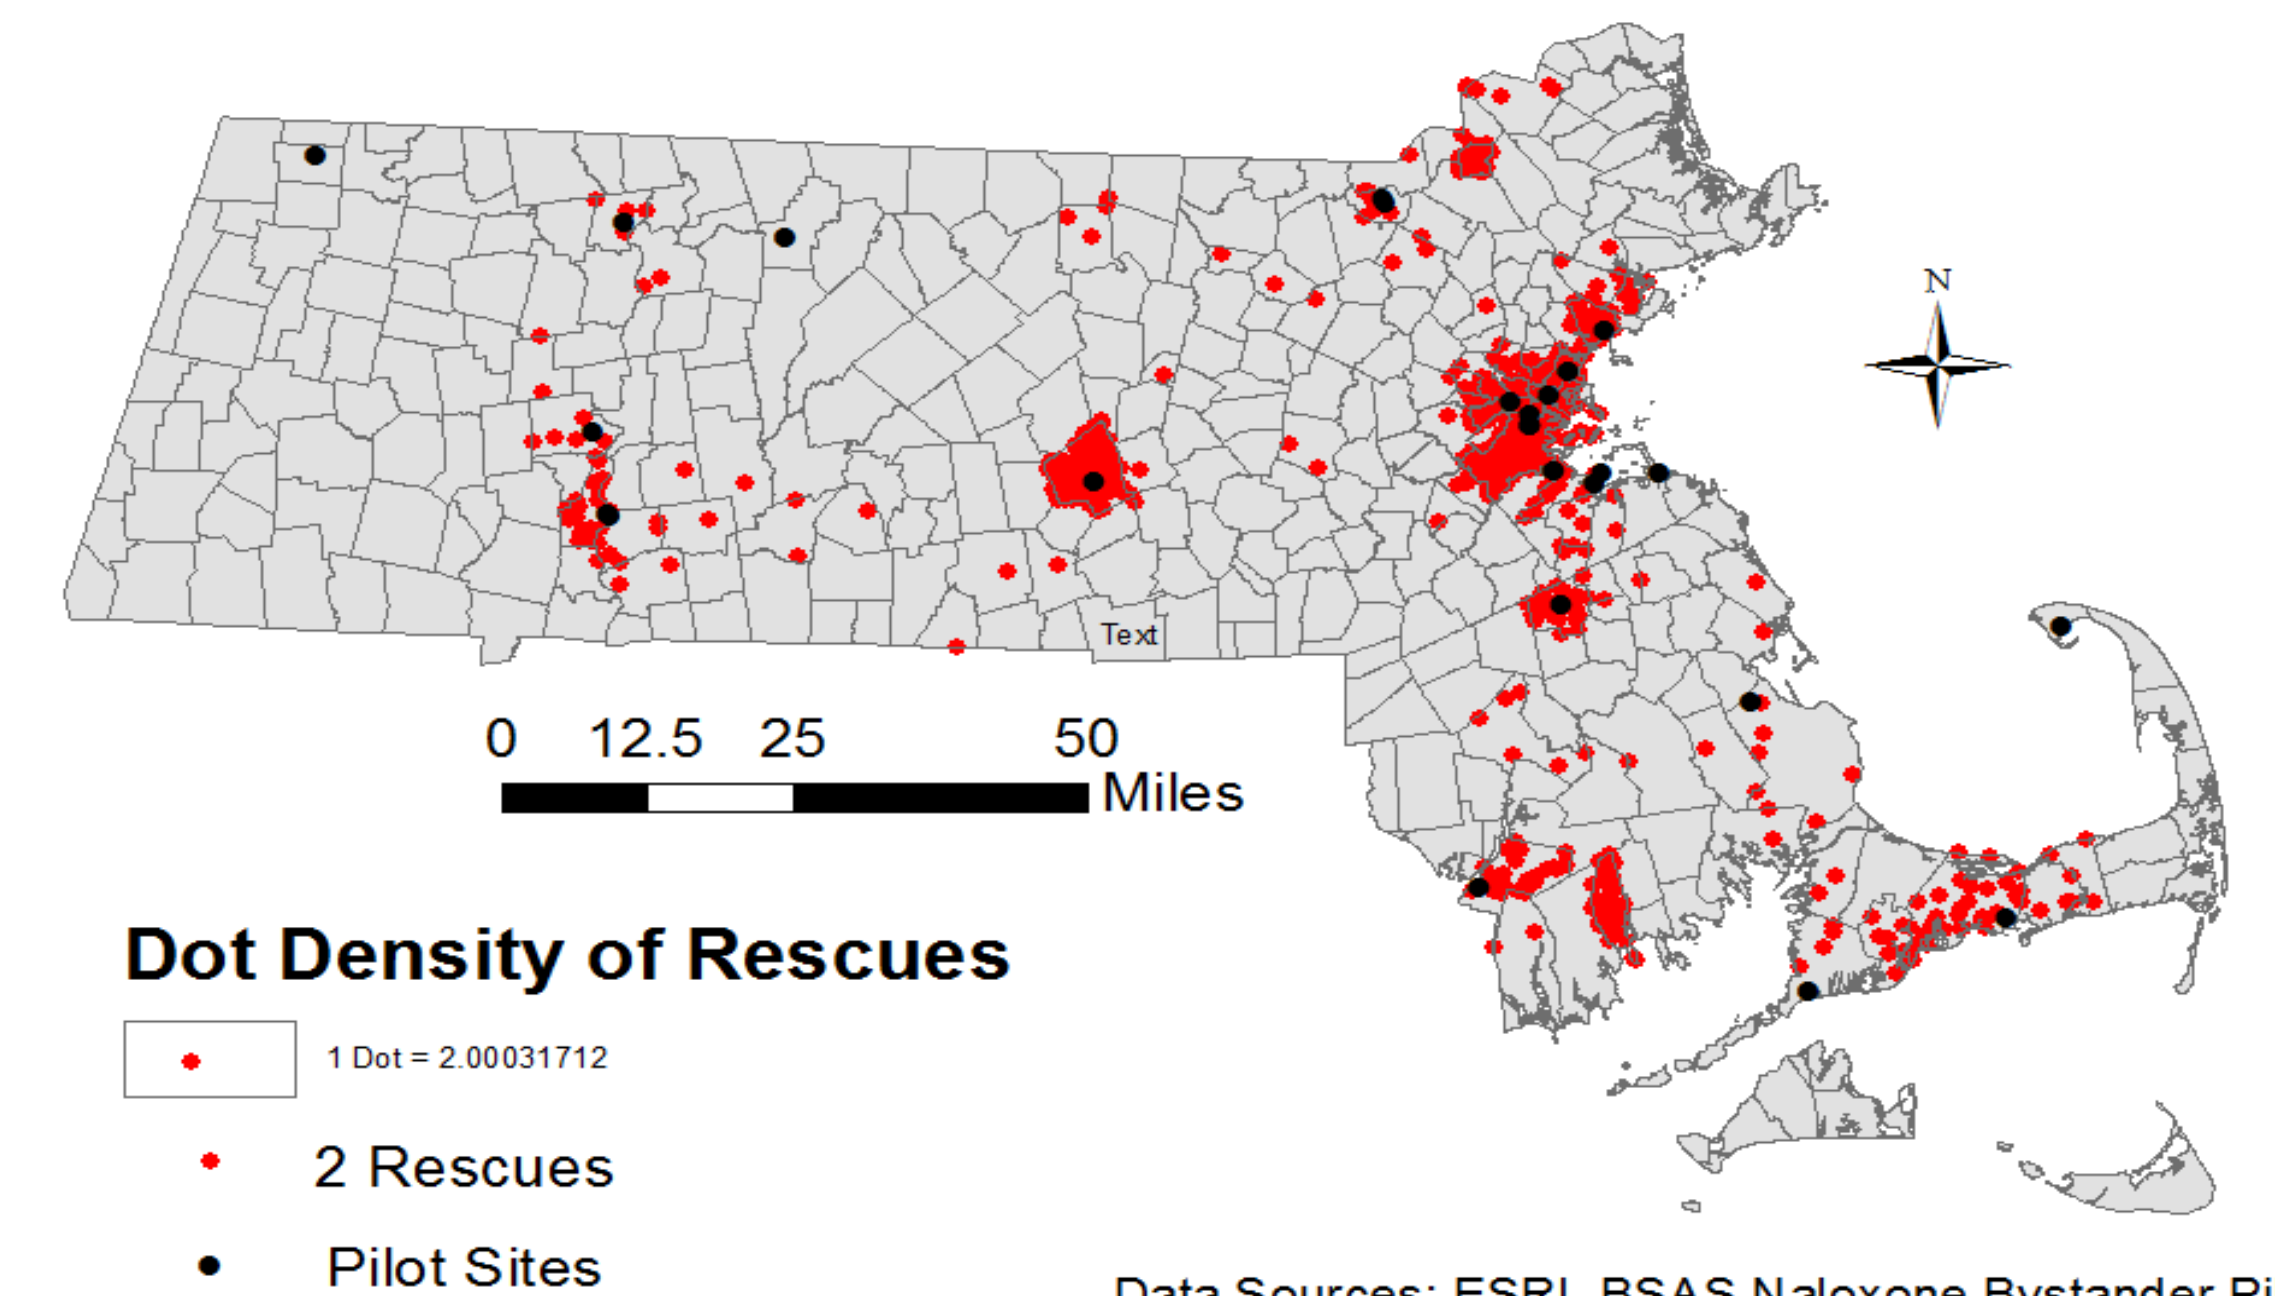 N
Text
0 12.5 25 50
Miles
Dot Density of Rescues
1 Dot = 2.00031712
2 Rescues
Pilot Sites
Data Sources: ESRI, BSAS Naloxone Bystander